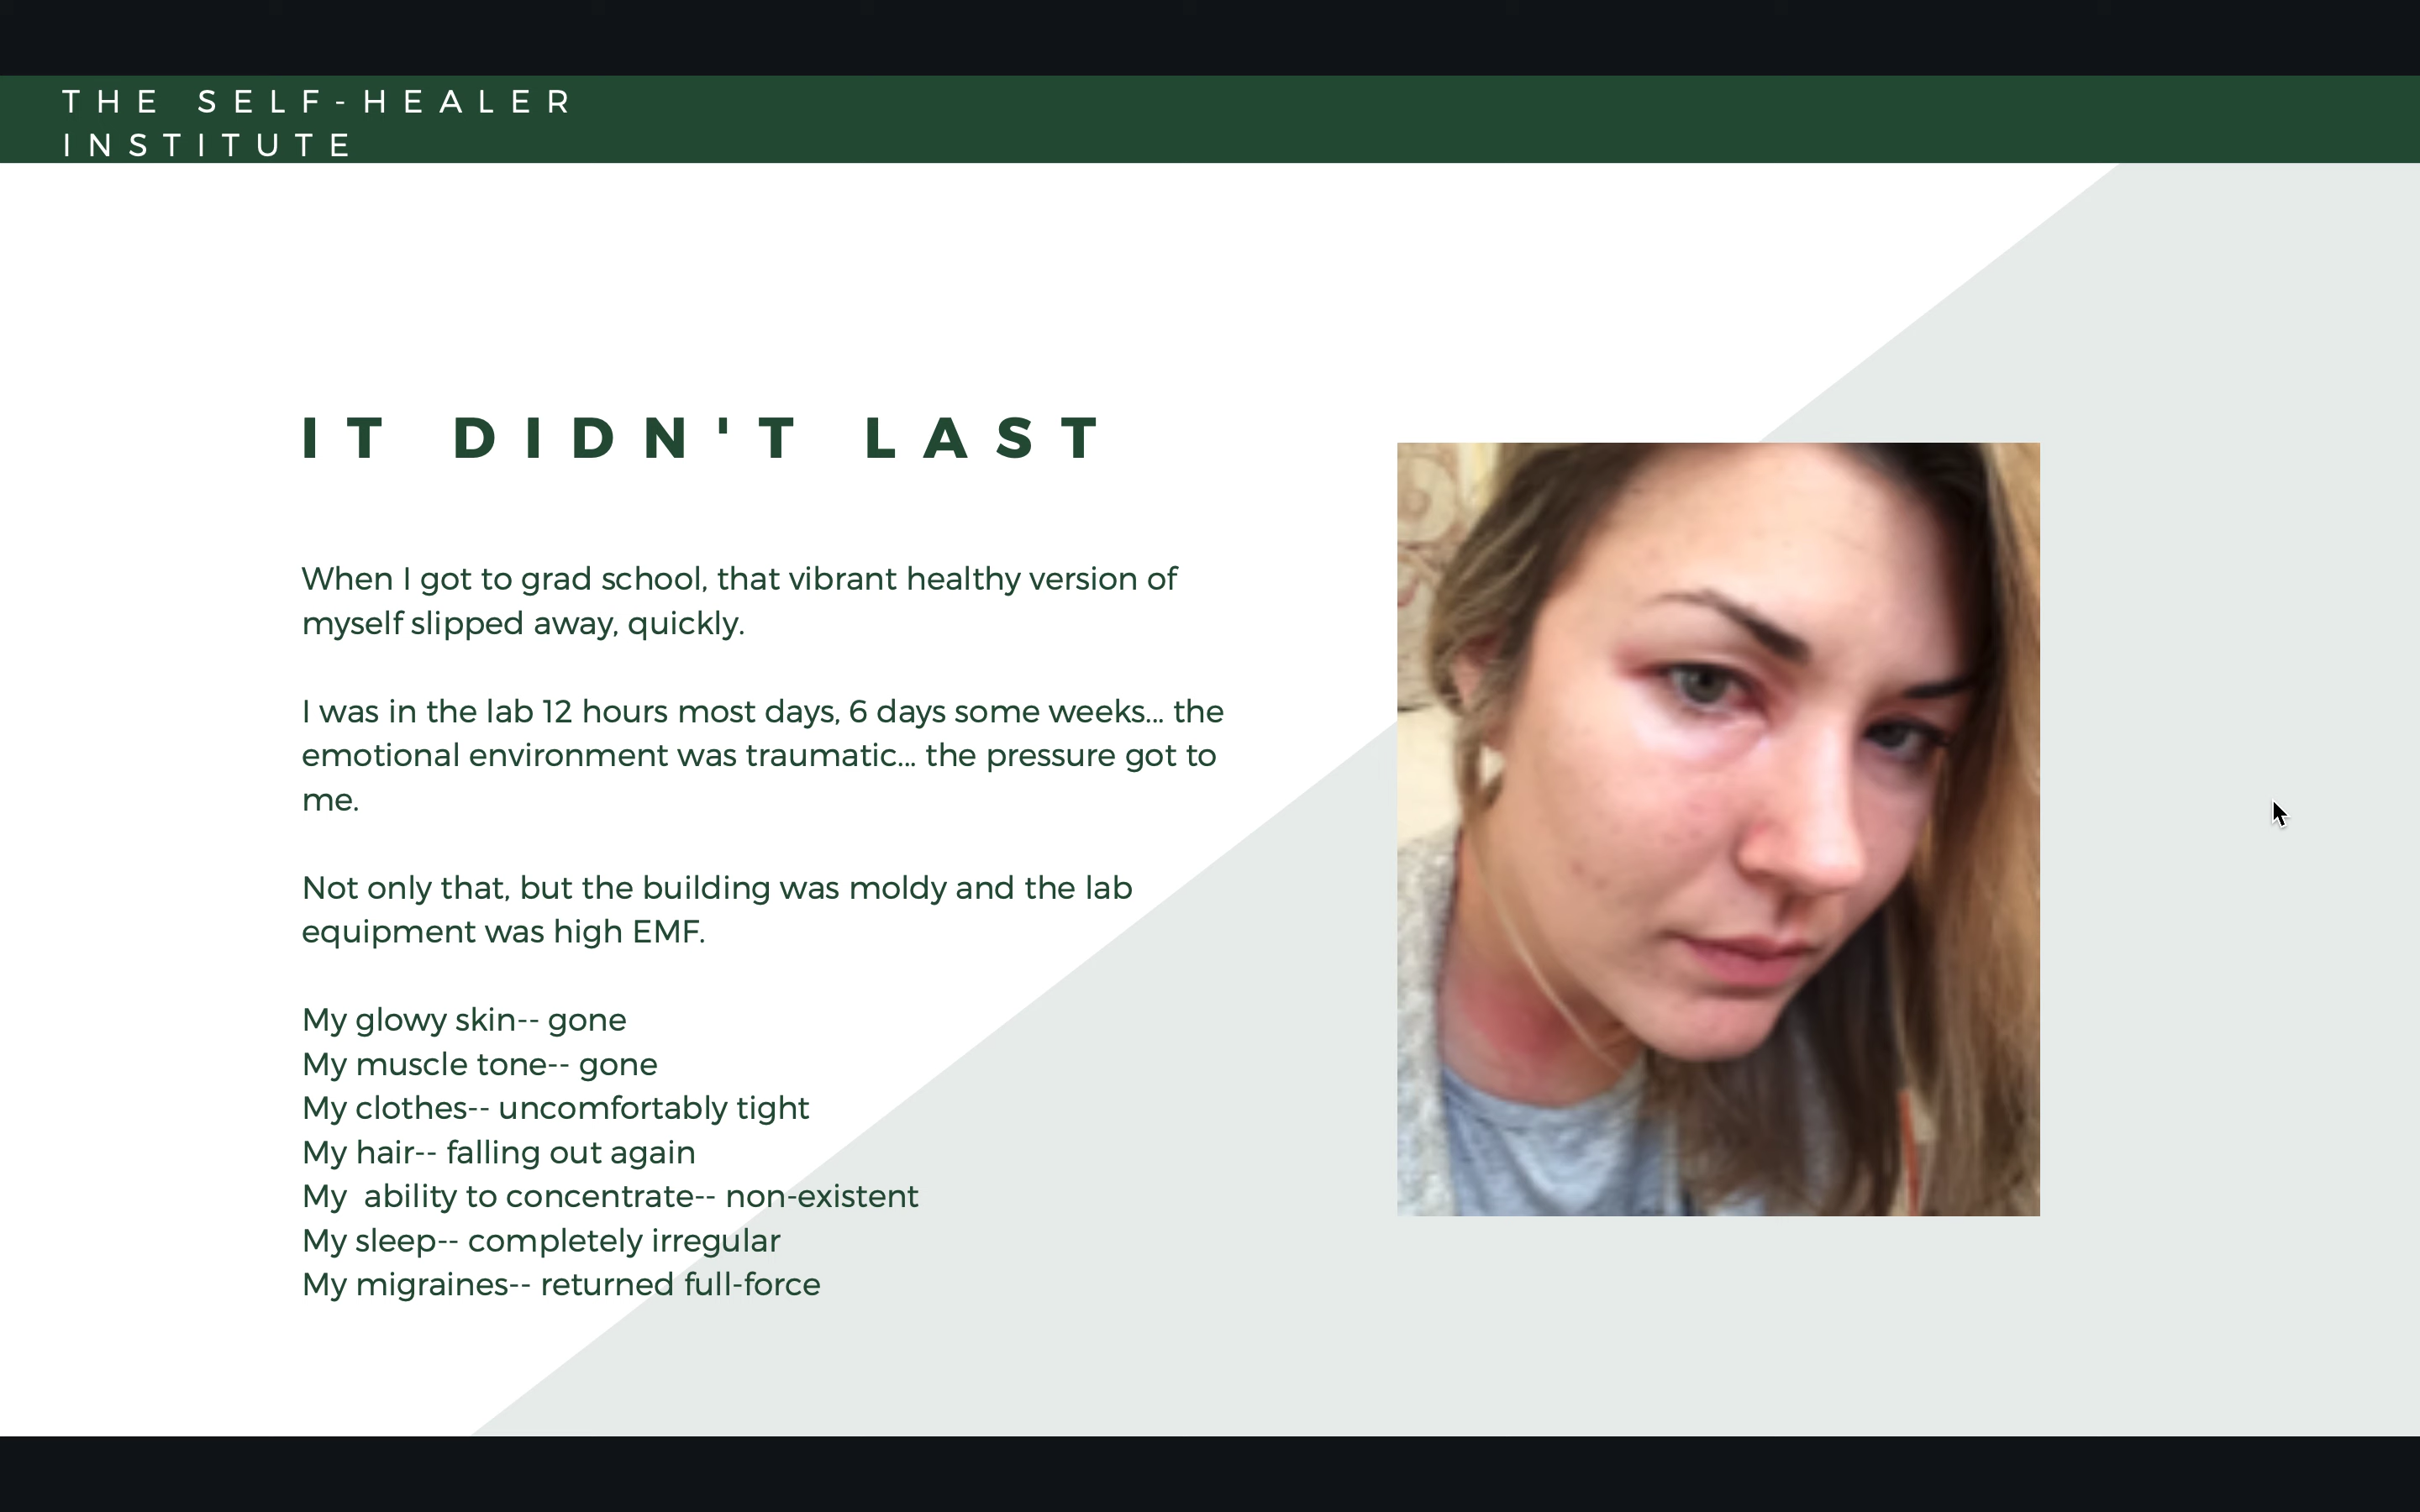 THE SELF-HEALER
INSTITUTE
IT DIDN'T LAST
When I got to grad school, that vibrant healthy version of
myself slipped away, quickly.
I was in the lab 12 hours most days, 6 days some weeks... the
emotional environment was traumatic... the pressure got to
me.
Not only that, but the building was moldy and the lab
equipment was high EMF.
My glowy skin-- gone
My muscle tone-- gone
My clothes-- uncomfortably tight
My hair-- falling out again
My  ability to concentrate-- non-existent
My sleep-- completely irregular
My migraines-- returned full-force